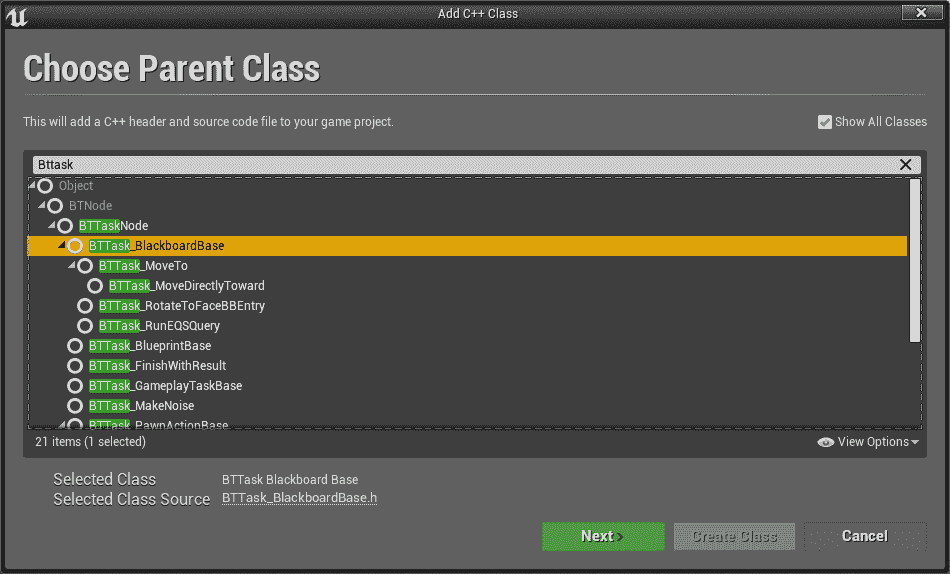 Add C++ Class
Choose Parent Class
This will add a C++ header and source code file to your game project.
Show All Classes
Bttask
Object
BTNode
BTTaskNode
BTTask_BlackboardBase
BTTask_MoveTo
BTTask_MoveDirectlyToward
BTTask_RotateToFaceBBEntry
BTTask_RunEQSQuery
BTTask_BlueprintBase
BTTask_FinishWithResult
BTTask_GameplayTaskBase
BTTask_MakeNoise
BTTask_PawnActionBase
21 items (1 selected)
View Options
Selected Class BTTask Blackboard Base
Selected Class Source BTTask_BlackboardBase.h
Next Create Class Cancel